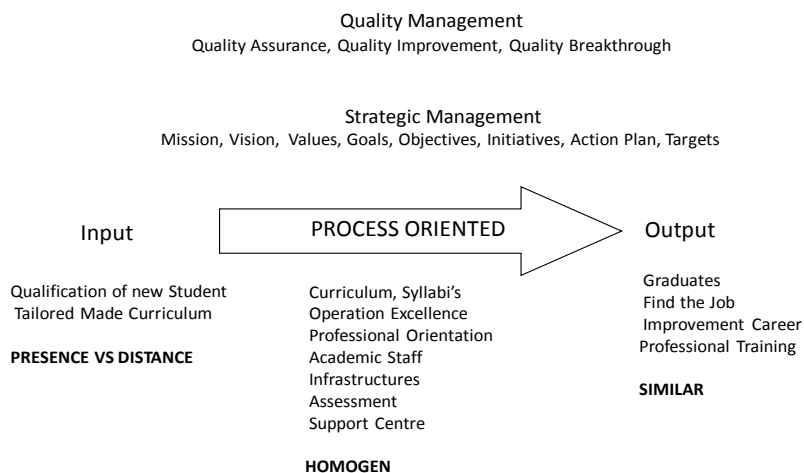 Quality Management
Quality Assurance, Quality Improvement, Quality Breakthrough
Strategic Management
Mission, Vision, Values, Goals, Objectives, Initiatives, Action Plan, Targets
Input
PROCESS ORIENTED
Output
Qualification of new Student
Tailored Made Curriculum
PRESENCE VS DISTANCE
Curriculum, Syllabi’s
Operation Excellence
Professional Orientation
Academic Staff
Infrastructures
Assessment
Support Centre
HOMOGEN
Graduates
Find the Job
Improvement Career
Professional Training
SIMILAR